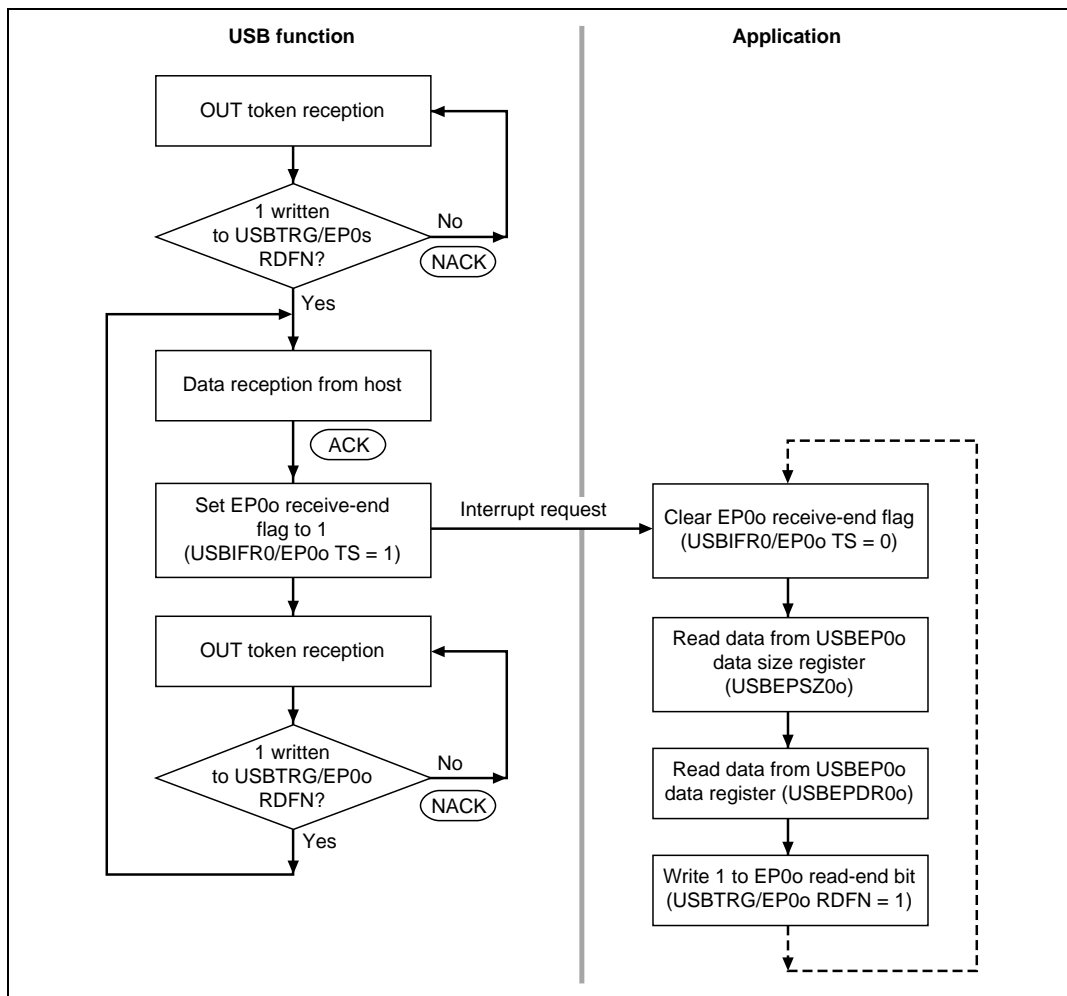 USB function
OUT token reception
1 written
to USBTRG/EP0s
RDFN?
No
NACK
Yes
Data reception from host
ACK
Set EP0o receive-end
flag to 1
(USBIFR0/EP0o TS = 1)
Interrupt request
OUT token reception
1 written
to USBTRG/EP0o
RDFN?
No
NACK
Yes
Application
Clear EP0o receive-end flag
(USBIFR0/EP0o TS = 0)
Read data from USBEP0o
data size register
(USBEPSZ0o)
Read data from USBEP0o
data register (USBEPDR0o)
Write 1 to EP0o read-end bit
(USBTRG/EP0o RDFN = 1)